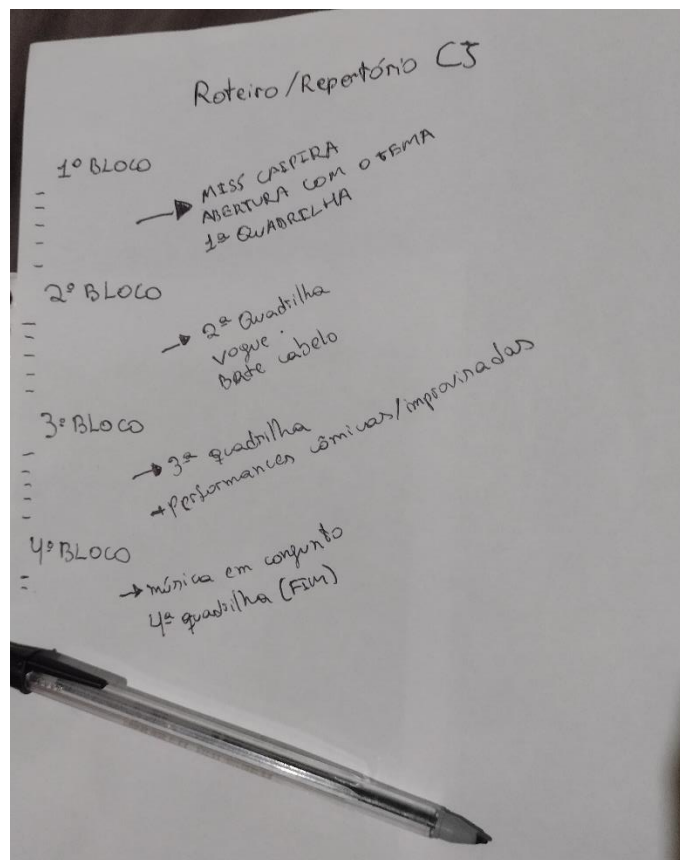 Roteiro/Repertório CJ
1º BLOCO
MISS CAIPIRA
ABERTURA COM O TEMA
1ª QUADRILHA
2º BLOCO
2ª Quadrilha
Vogue.
Bate cabelo
3º BLOCO
3ª quadrilha
Performances cômicas/improvisadas
4º BLOCO
música em conjunto
4ª quadrilha (FIM)